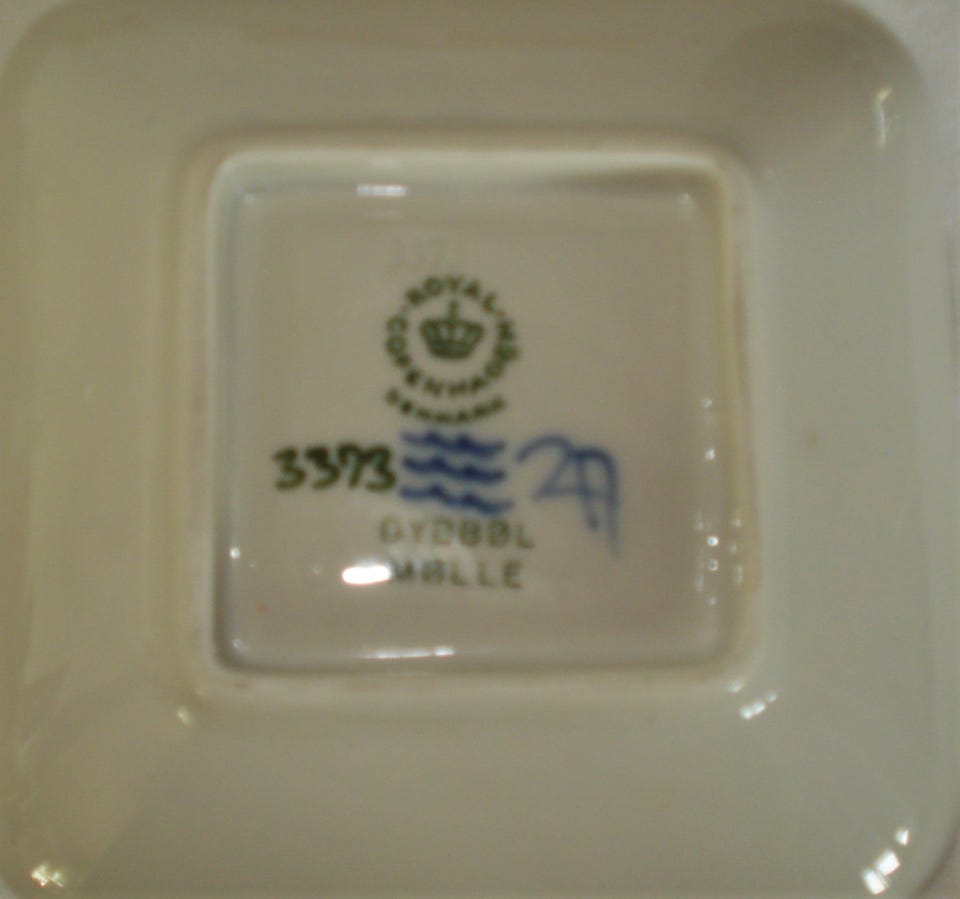 ROYAL
COPENHAGEN
DENMARK
3373
DYBBØL
MØLLE